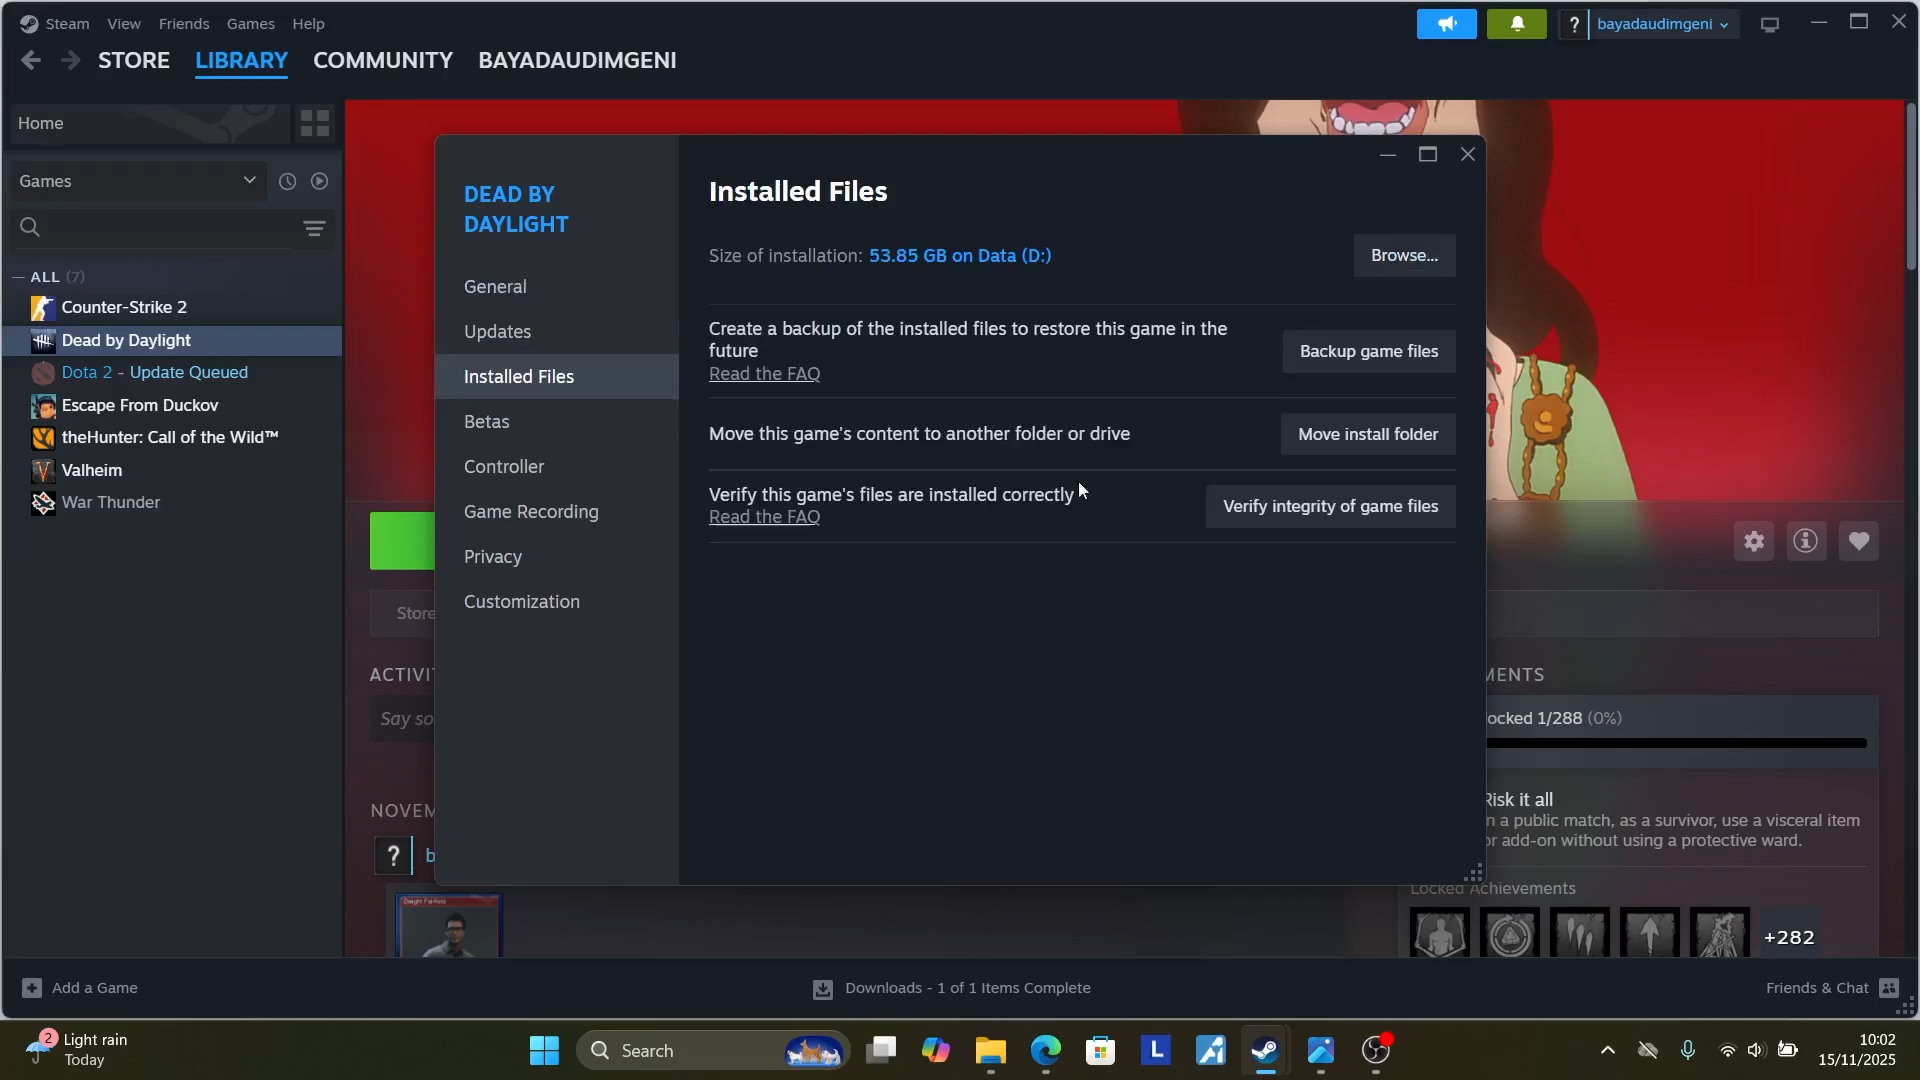 Steam View Friends Games Help
? bayadaudimgeni
STORE LIBRARY COMMUNITY BAYADAUDIMGENI
Home
Games
ALL (7)
Counter-Strike 2
Dead by Daylight
Dota 2 - Update Queued
Escape From Duckov
theHunter: Call of the Wild™
Valheim
War Thunder
DEAD BY
DAYLIGHT
General
Updates
Installed Files
Betas
Controller
Game Recording
Privacy
Customization
Installed Files
Size of installation: 53.85 GB on Data (D:)
Browse...
Create a backup of the installed files to restore this game in the
future
Read the FAQ
Backup game files
Move this game's content to another folder or drive
Move install folder
Verify this game's files are installed correctly
Read the FAQ
Verify integrity of game files
Store
ACTIVIT
Say so
NOVEM
? b
Dwight Fairfield
MENTS
ocked 1/288 (0%)
Risk it all
n a public match, as a survivor, use a visceral item
or add-on without using a protective ward.
Locked Achievements
+282
Add a Game
Downloads - 1 of 1 Items Complete
Friends & Chat
2
Light rain
Today
Search
L
10:02
15/11/2025